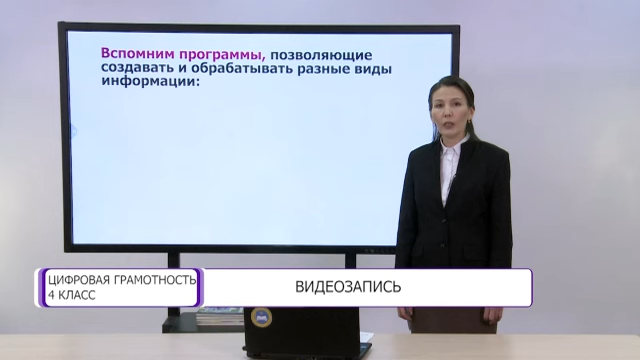 Вспомним программы, позволяющие
создавать и обрабатывать разные виды
информации:
ЦИФРОВАЯ ГРАМОТНОСТЬ
4 КЛАСС
ВИДЕОЗАПИСЬ